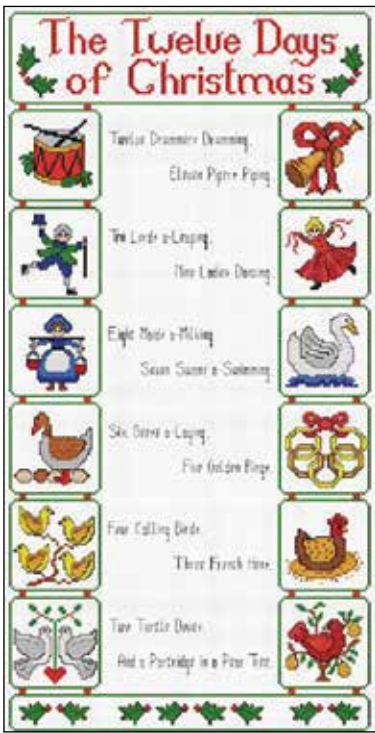 The Twelve Days
of Christmas
Twelve Drummers Drumming,
Eleven Pipers Piping
Ten Lords a-Leaping,
Nine Ladies Dancing
Eight Maids a-Milking
Seven Swans a-Swimming
Six Geese a-Laying
Five Golden Rings
Four Calling Birds
Three French Hens
Two Turtle Doves
And a Partridge in a Pear Tree